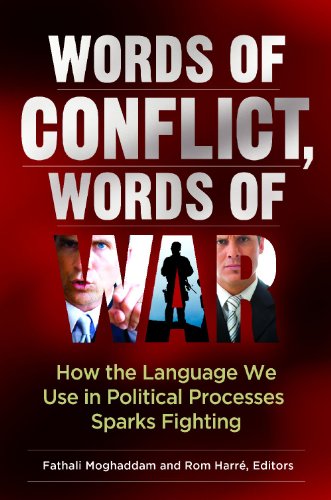 WORDS OF
CONFLICT,
WORDS OF
WAR
How the Language We
Use in Political Processes
Sparks Fighting
Fathali Moghaddam and Rom Harré, Editors